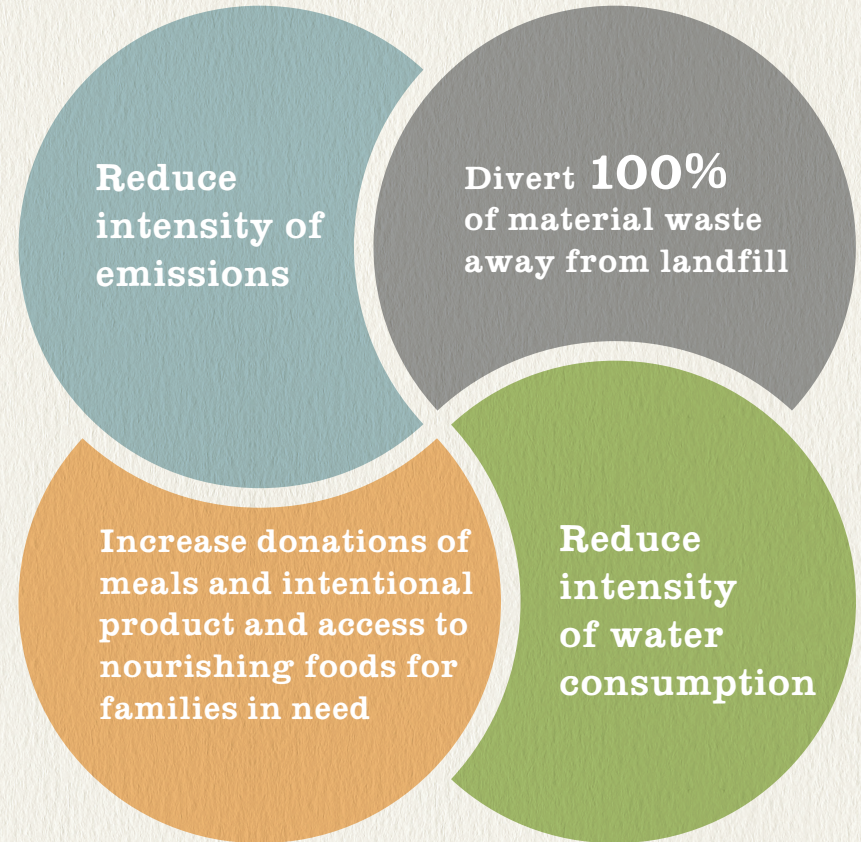 Reduce
intensity of
emissions
Divert 100%
of material waste
away from landfill
Increase donations of
meals and intentional
product and access to
nourishing foods for
families in need
Reduce
intensity
of water
consumption